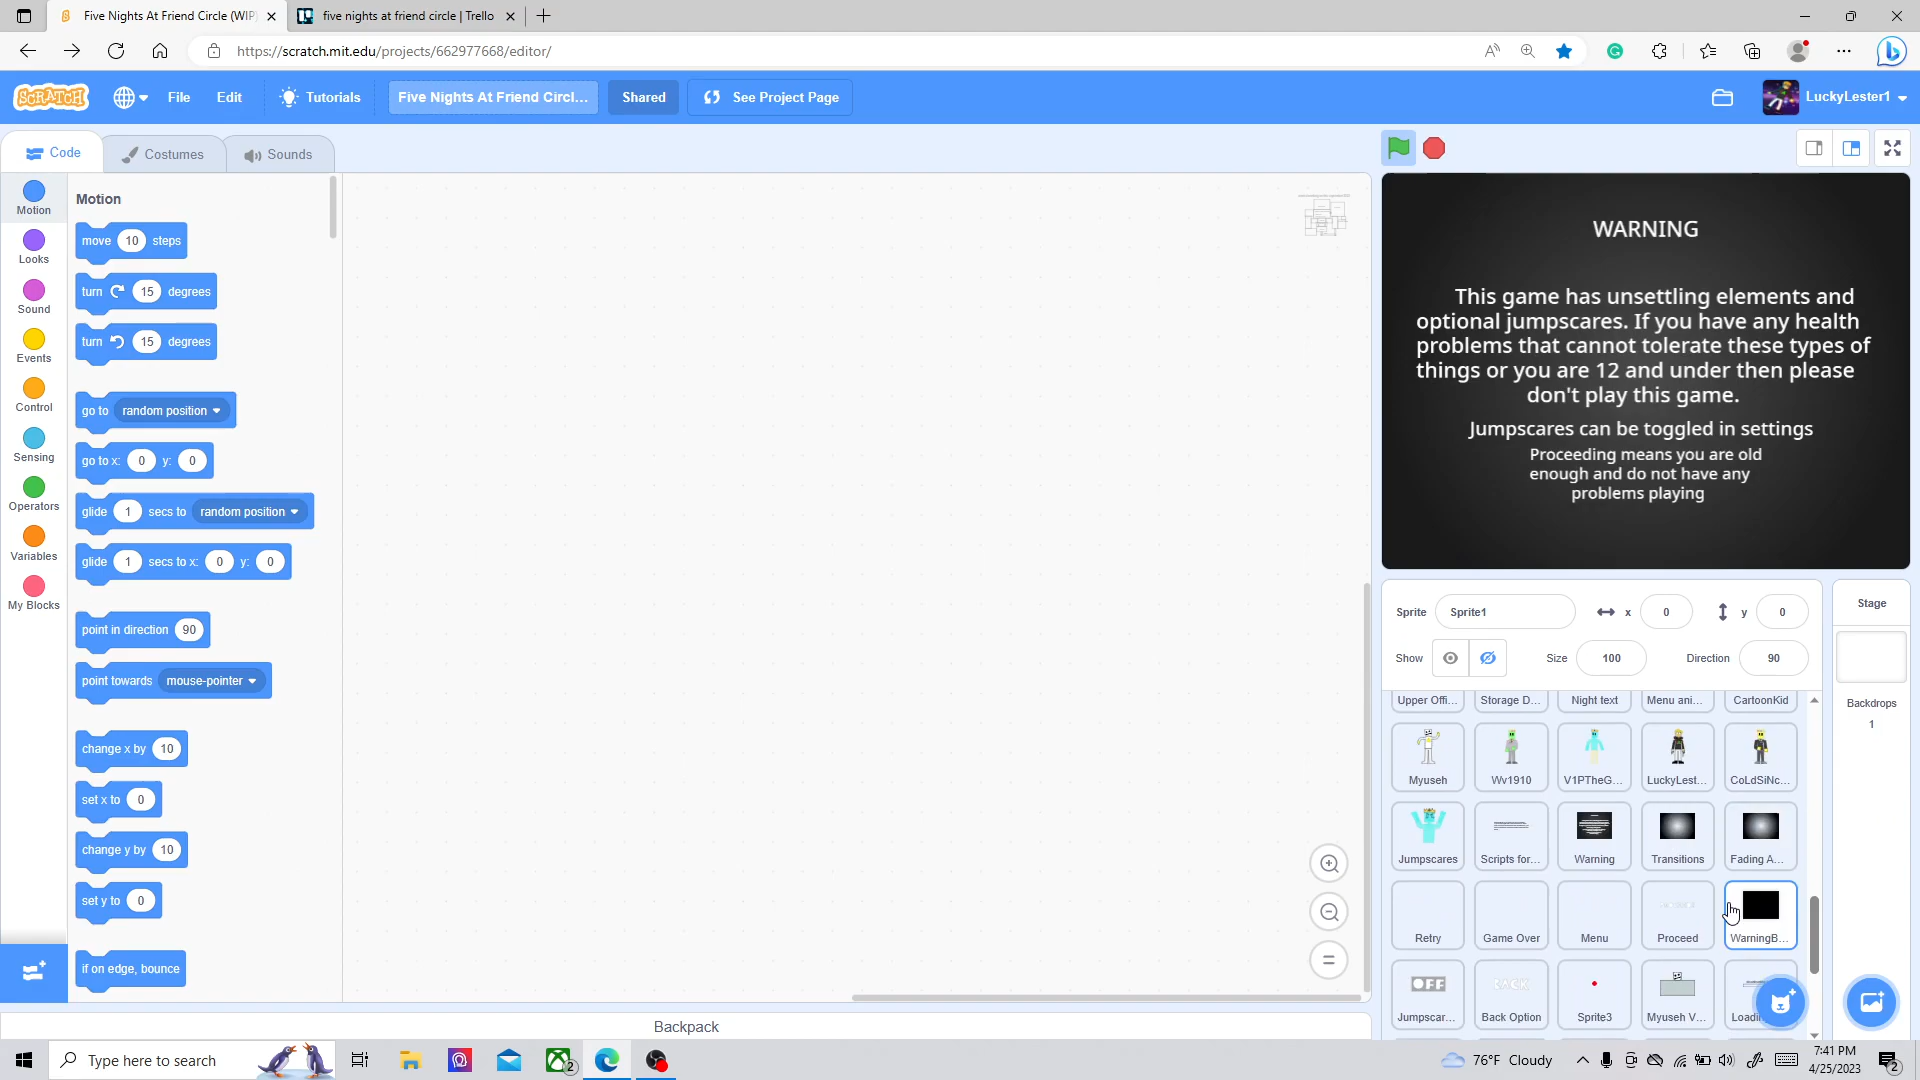 Five Nights At Friend Circle (WIP)
five nights at friend circle | Trello
https://scratch.mit.edu/projects/662977668/editor/
SCRATCH
File
Edit
Tutorials
Five Nights At Friend Circl...
Shared
See Project Page
LuckyLester1
Code
Costumes
Sounds
Motion
Looks
Sound
Events
Control
Sensing
Operators
Variables
My Blocks
Motion
move 10 steps
turn 15 degrees
turn 15 degrees
go to random position
go to x: 0 y: 0
glide 1 secs to random position
glide 1 secs to x: 0 y: 0
point in direction 90
point towards mouse-pointer
change x by 10
set x to 0
change y by 10
set y to 0
if on edge, bounce
Backpack
WARNING
This game has unsettling elements and
optional jumpscares. If you have any health
problems that cannot tolerate these types of
things or you are 12 and under then please
don't play this game.
Jumpscares can be toggled in settings
Proceeding means you are old
enough and do not have any
problems playing
Sprite Sprite1 x 0 y 0
Show Size 100 Direction 90
Stage
Backdrops
1
Upper Offi... Storage D... Night text Menu ani... CartoonKid
Myuseh Wv1910 V1PTheG... LuckyLest... CoLdSiNc...
Jumpscares Scripts for... Warning Transitions Fading A...
Retry Game Over Menu Proceed WarningB...
OFF BACK
Jumpscar... Back Option Sprite3 Myuseh V... Loadin
Type here to search
2
76°F Cloudy
7:41 PM
4/25/2023
2